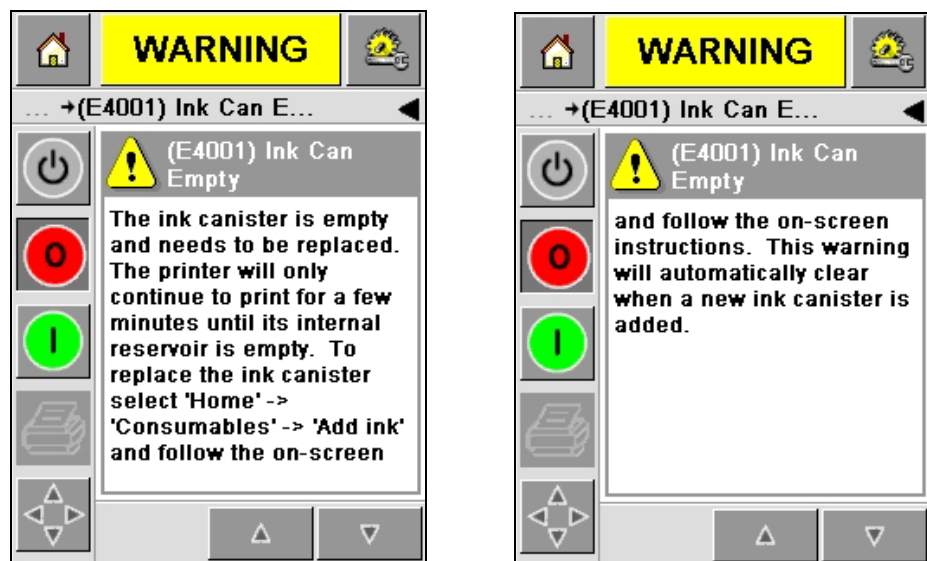 WARNING
... →(E4001) Ink Can E...
(E4001) Ink Can
Empty
The ink canister is empty
and needs to be replaced.
The printer will only
continue to print for a few
minutes until its internal
reservoir is empty.  To
replace the ink canister
select 'Home' ->
'Consumables' -> 'Add ink'
and follow the on-screen
O
I
WARNING
... →(E4001) Ink Can E...
(E4001) Ink Can
Empty
and follow the on-screen
instructions.  This warning
will automatically clear
when a new ink canister is
added.
O
I